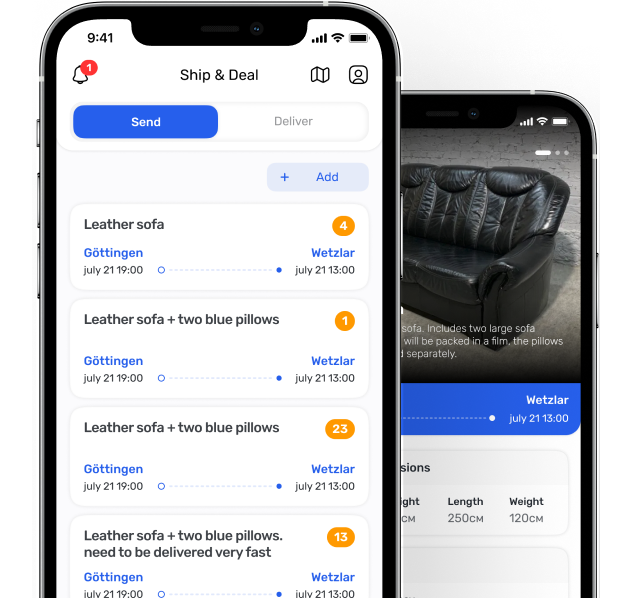 9:41
1
Ship & Deal
Send
Deliver
+ Add
Leather sofa
4
Göttingen
Wetzlar
july 21 19:00
july 21 13:00
Leather sofa + two blue pillows
1
Göttingen
Wetzlar
july 21 19:00
july 21 13:00
Leather sofa + two blue pillows
23
Göttingen
Wetzlar
july 21 19:00
july 21 13:00
Leather sofa + two blue pillows.
need to be delivered very fast
13
Göttingen
Wetzlar
july 21 19:00
july 21 13:00
sofa. Includes two large sofa
will be packed in a film, the pillows
separately.
Wetzlar
july 21 13:00
sions
ight
Length
Weight
CM
250CM
120CM